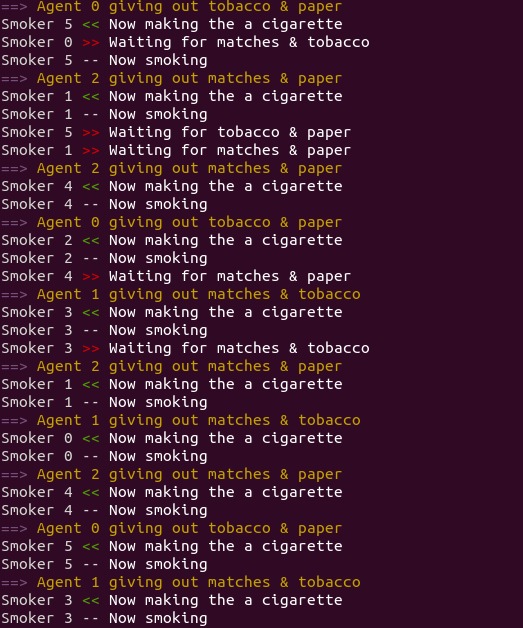 ==> Agent 0 giving out tobacco & paper
Smoker 5 << Now making the a cigarette
Smoker 0 >> Waiting for matches & tobacco
Smoker 5 -- Now smoking
==> Agent 2 giving out matches & paper
Smoker 1 << Now making the a cigarette
Smoker 1 -- Now smoking
Smoker 5 >> Waiting for tobacco & paper
Smoker 1 >> Waiting for matches & paper
==> Agent 2 giving out matches & paper
Smoker 4 << Now making the a cigarette
Smoker 4 -- Now smoking
==> Agent 0 giving out tobacco & paper
Smoker 2 << Now making the a cigarette
Smoker 2 -- Now smoking
Smoker 4 >> Waiting for matches & paper
==> Agent 1 giving out matches & tobacco
Smoker 3 << Now making the a cigarette
Smoker 3 -- Now smoking
Smoker 3 >> Waiting for matches & tobacco
==> Agent 2 giving out matches & paper
Smoker 1 << Now making the a cigarette
Smoker 1 -- Now smoking
==> Agent 1 giving out matches & tobacco
Smoker 0 << Now making the a cigarette
Smoker 0 -- Now smoking
==> Agent 2 giving out matches & paper
Smoker 4 << Now making the a cigarette
Smoker 4 -- Now smoking
==> Agent 0 giving out tobacco & paper
Smoker 5 << Now making the a cigarette
Smoker 5 -- Now smoking
==> Agent 1 giving out matches & tobacco
Smoker 3 << Now making the a cigarette
Smoker 3 -- Now smoking